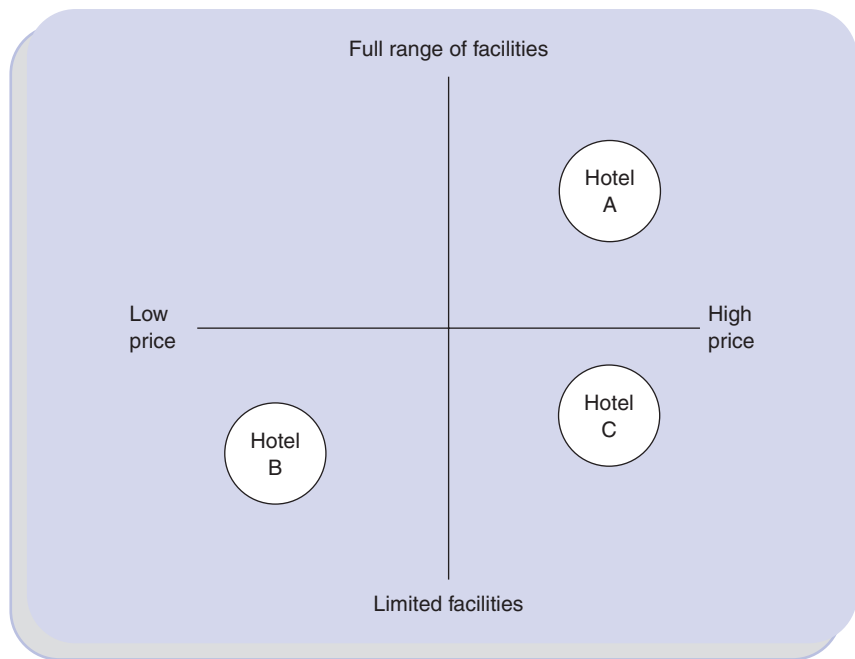 Full range of facilities
Hotel
A
Low
price
High
price
Hotel
C
Hotel
B
Limited facilities